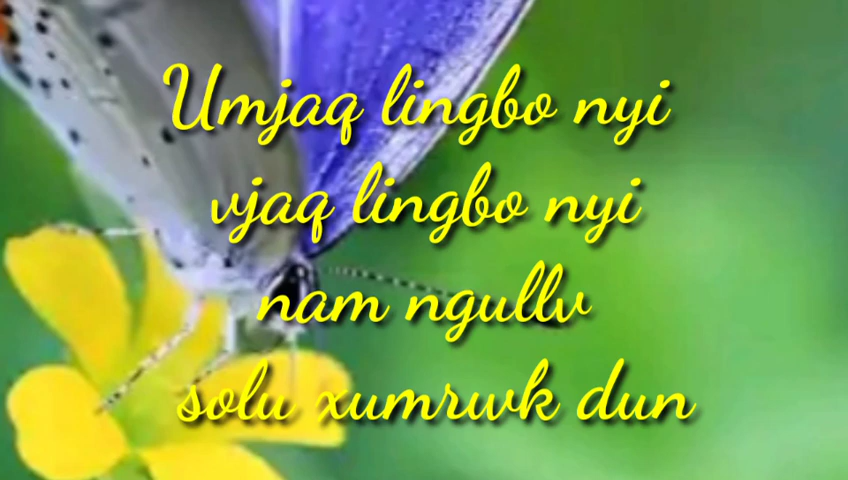 Umjaq lingbo nyi
vjaq lingbo nyi
nam ngullv
solu xumrwk dun